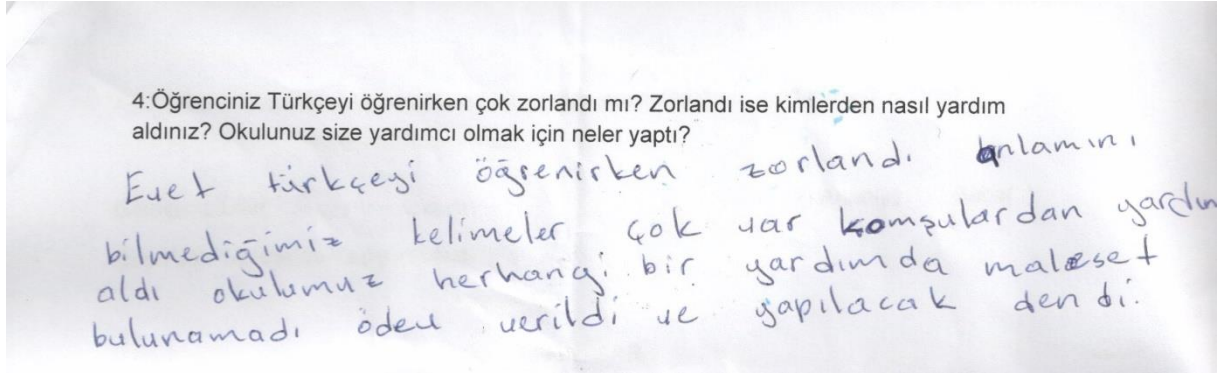 4:Öğrenciniz Türkçeyi öğrenirken çok zorlandı mı? Zorlandı ise kimlerden nasıl yardım
aldınız? Okulunuz size yardımcı olmak için neler yaptı?
Evet türkçeyi öğrenirken zorlandı anlamını
bilmediğimiz kelimeler çok var komşulardan yardım
aldı okulumuz herhangi bir yardımda maleset
bulunamadı ödev verildi ve yapılacak dendi.